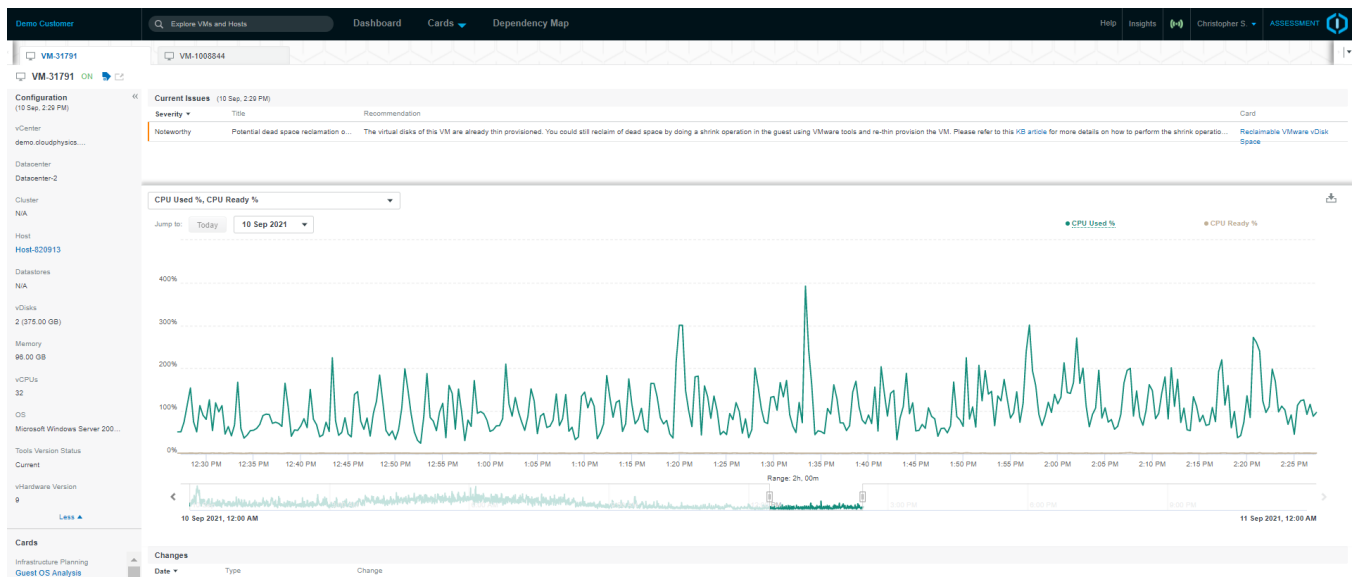 Demo Customer
Explore VMs and Hosts
Dashboard Cards Dependency Map
Help Insights Christopher S. ASSESSMENT
VM-31791 VM-1008844
VM-31791 ON
Configuration
(10 Sep, 2:29 PM)
vCenter
demo.cloudphysics....
Datacenter
Datacenter-2
Cluster
N/A
Host
Host-820913
Datastores
N/A
vDisks
2 (375.00 GB)
Memory
96.00 GB
vCPUs
32
OS
Microsoft Windows Server 200...
Tools Version Status
Current
vHardware Version
9
Less
Cards
Infrastructure Planning
Guest OS Analysis
Current Issues (10 Sep, 2:29 PM)
Severity Title Recommendation Card
Noteworthy Potential dead space reclamation o... The virtual disks of this VM are already thin provisioned. You could still reclaim of dead space by doing a shrink operation in the guest using VMware tools and re-thin provision the VM. Please refer to this KB article for more details on how to perform the shrink operatio... Reclaimable VMware vDisk
Space
CPU Used %, CPU Ready %
Jump to: Today 10 Sep 2021
CPU Used % CPU Ready %
400%
300%
200%
100%
0%
12:30 PM 12:35 PM 12:40 PM 12:45 PM 12:50 PM 12:55 PM 1:00 PM 1:05 PM 1:10 PM 1:15 PM 1:20 PM 1:25 PM 1:30 PM 1:35 PM 1:40 PM 1:45 PM 1:50 PM 1:55 PM 2:00 PM 2:05 PM 2:10 PM 2:15 PM 2:20 PM 2:25 PM
Range: 2h, 00m
10 Sep 2021, 12:00 AM 11 Sep 2021, 12:00 AM
Changes
Date Type Change